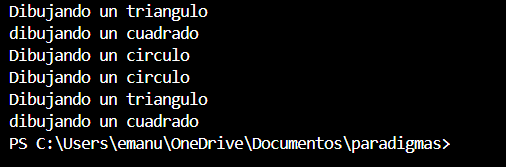 Dibujando un triangulo
dibujando un cuadrado
Dibujando un circulo
Dibujando un circulo
Dibujando un triangulo
dibujando un cuadrado
PS C:\Users\emanu\OneDrive\Documentos\paradigmas>